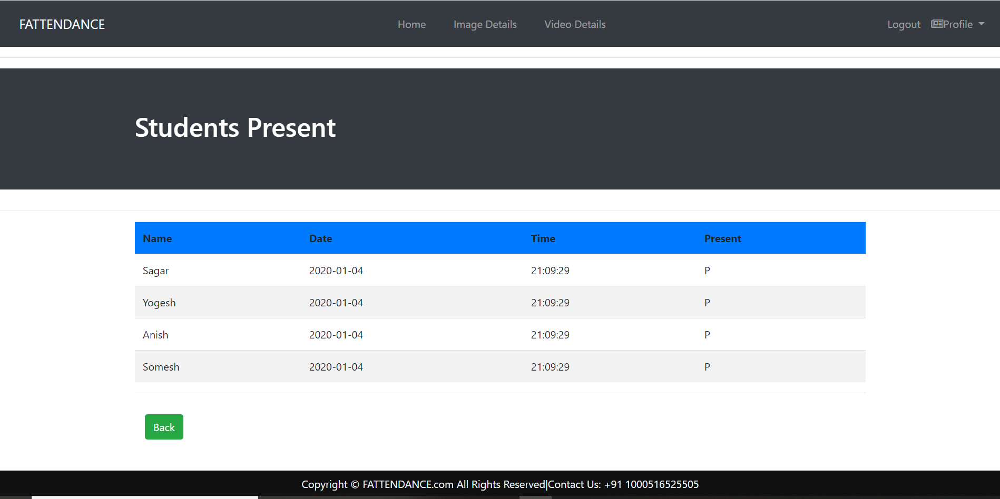 FATTENDANCE Home Image Details Video Details Logout Profile
Students Present
Name Date Time Present
Sagar 2020-01-04 21:09:29 P
Yogesh 2020-01-04 21:09:29 P
Anish 2020-01-04 21:09:29 P
Somesh 2020-01-04 21:09:29 P
Back
Copyright © FATTENDANCE.com All Rights Reserved|Contact Us: +91 1000516525505